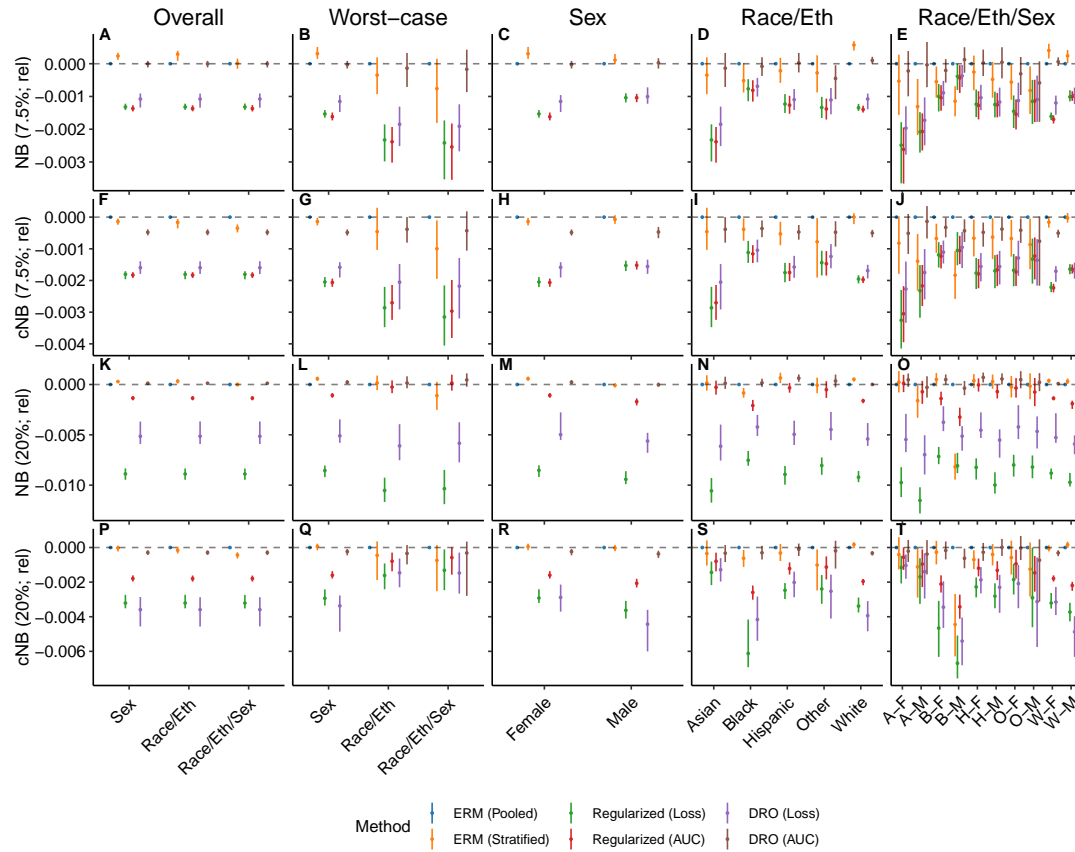 Overall
Worst−case
Sex
Race/Eth
Race/Eth/Sex
A
B
C
D
E
NB (7.5%; rel)
0.000
−0.001
−0.002
−0.003
F
G
H
I
J
cNB (7.5%; rel)
0.000
−0.001
−0.002
−0.003
−0.004
K
L
M
N
O
NB (20%; rel)
0.000
−0.005
−0.010
P
Q
R
S
T
cNB (20%; rel)
0.000
−0.002
−0.004
−0.006
Sex
Race/Eth
Race/Eth/Sex
Sex
Race/Eth
Race/Eth/Sex
Female
Male
Asian
Black
Hispanic
Other
White
A−F
A−M
B−F
B−M
H−F
H−M
O−F
O−M
W−F
W−M
Method
ERM (Pooled)
Regularized (Loss)
DRO (Loss)
ERM (Stratified)
Regularized (AUC)
DRO (AUC)